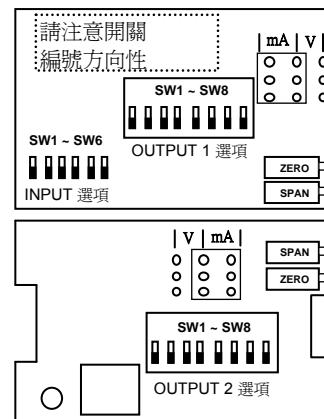 請注意開關
編號方向性
| mA | V |
SW1 ~ SW8
SW1 ~ SW6
OUTPUT 1 選項
INPUT 選項
ZERO
SPAN
| V | mA |
SPAN
ZERO
SW1 ~ SW8
OUTPUT 2 選項